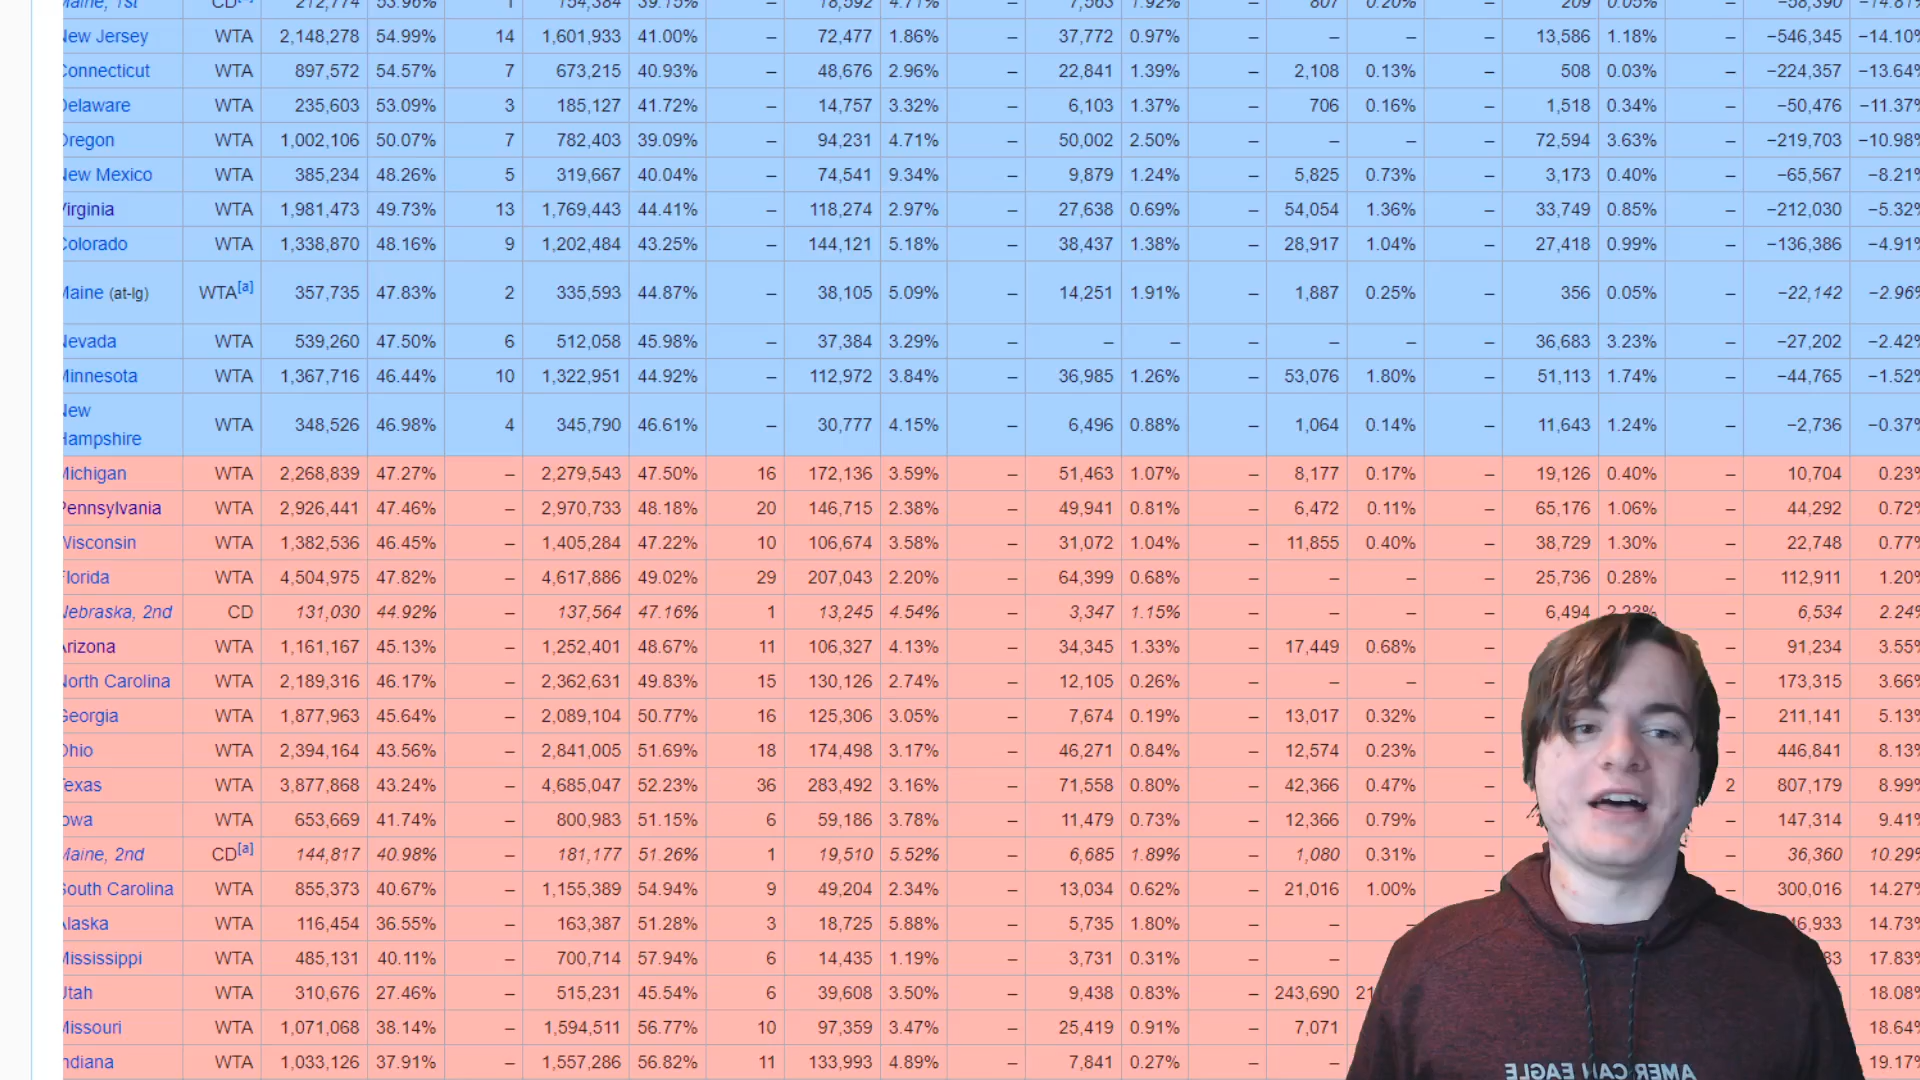 Maine, 1st CD[a] 212,774 53.96% 1 154,384 39.15% – 18,592 4.71% – 7,563 1.92% – 807 0.20% – 209 0.05% – −58,390 −14.81%
New Jersey WTA 2,148,278 54.99% 14 1,601,933 41.00% – 72,477 1.86% – 37,772 0.97% – – – – 13,586 1.18% – −546,345 −14.10%
Connecticut WTA 897,572 54.57% 7 673,215 40.93% – 48,676 2.96% – 22,841 1.39% – 2,108 0.13% – 508 0.03% – −224,357 −13.64%
Delaware WTA 235,603 53.09% 3 185,127 41.72% – 14,757 3.32% – 6,103 1.37% – 706 0.16% – 1,518 0.34% – −50,476 −11.37%
Oregon WTA 1,002,106 50.07% 7 782,403 39.09% – 94,231 4.71% – 50,002 2.50% – – – – 72,594 3.63% – −219,703 −10.98%
New Mexico WTA 385,234 48.26% 5 319,667 40.04% – 74,541 9.34% – 9,879 1.24% – 5,825 0.73% – 3,173 0.40% – −65,567 −8.21%
Virginia WTA 1,981,473 49.73% 13 1,769,443 44.41% – 118,274 2.97% – 27,638 0.69% – 54,054 1.36% – 33,749 0.85% – −212,030 −5.32%
Colorado WTA 1,338,870 48.16% 9 1,202,484 43.25% – 144,121 5.18% – 38,437 1.38% – 28,917 1.04% – 27,418 0.99% – −136,386 −4.91%
Maine (at-lg) WTA[a] 357,735 47.83% 2 335,593 44.87% – 38,105 5.09% – 14,251 1.91% – 1,887 0.25% – 356 0.05% – −22,142 −2.96%
Nevada WTA 539,260 47.50% 6 512,058 45.98% – 37,384 3.29% – – – – – – – 36,683 3.23% – −27,202 −2.42%
Minnesota WTA 1,367,716 46.44% 10 1,322,951 44.92% – 112,972 3.84% – 36,985 1.26% – 53,076 1.80% – 51,113 1.74% – −44,765 −1.52%
New
Hampshire WTA 348,526 46.98% 4 345,790 46.61% – 30,777 4.15% – 6,496 0.88% – 1,064 0.14% – 11,643 1.24% – −2,736 −0.37%
Michigan WTA 2,268,839 47.27% – 2,279,543 47.50% 16 172,136 3.59% – 51,463 1.07% – 8,177 0.17% – 19,126 0.40% – 10,704 0.23%
Pennsylvania WTA 2,926,441 47.46% – 2,970,733 48.18% 20 146,715 2.38% – 49,941 0.81% – 6,472 0.11% – 65,176 1.06% – 44,292 0.72%
Wisconsin WTA 1,382,536 46.45% – 1,405,284 47.22% 10 106,674 3.58% – 31,072 1.04% – 11,855 0.40% – 38,729 1.30% – 22,748 0.77%
Florida WTA 4,504,975 47.82% – 4,617,886 49.02% 29 207,043 2.20% – 64,399 0.68% – – – – 25,736 0.28% – 112,911 1.20%
Nebraska, 2nd CD 131,030 44.92% – 137,564 47.16% 1 13,245 4.54% – 3,347 1.15% – – – – 6,494 2.23% – 6,534 2.24%
Arizona WTA 1,161,167 45.13% – 1,252,401 48.67% 11 106,327 4.13% – 34,345 1.33% – 17,449 0.68% – – 91,234 3.55%
North Carolina WTA 2,189,316 46.17% – 2,362,631 49.83% 15 130,126 2.74% – 12,105 0.26% – – – – – 173,315 3.66%
Georgia WTA 1,877,963 45.64% – 2,089,104 50.77% 16 125,306 3.05% – 7,674 0.19% – 13,017 0.32% – – 211,141 5.13%
Ohio WTA 2,394,164 43.56% – 2,841,005 51.69% 18 174,498 3.17% – 46,271 0.84% – 12,574 0.23% – – 446,841 8.13%
Texas WTA 3,877,868 43.24% – 4,685,047 52.23% 36 283,492 3.16% – 71,558 0.80% – 42,366 0.47% – 2 807,179 8.99%
Iowa WTA 653,669 41.74% – 800,983 51.15% 6 59,186 3.78% – 11,479 0.73% – 12,366 0.79% – – 147,314 9.41%
Maine, 2nd CD[a] 144,817 40.98% – 181,177 51.26% 1 19,510 5.52% – 6,685 1.89% – 1,080 0.31% – – 36,360 10.29%
South Carolina WTA 855,373 40.67% – 1,155,389 54.94% 9 49,204 2.34% – 13,034 0.62% – 21,016 1.00% – – 300,016 14.27%
Alaska WTA 116,454 36.55% – 163,387 51.28% 3 18,725 5.88% – 5,735 1.80% – – – 14.73%
Mississippi WTA 485,131 40.11% – 700,714 57.94% 6 14,435 1.19% – 3,731 0.31% – – 17.83%
Utah WTA 310,676 27.46% – 515,231 45.54% 6 39,608 3.50% – 9,438 0.83% – 243,690 18.08%
Missouri WTA 1,071,068 38.14% – 1,594,511 56.77% 10 97,359 3.47% – 25,419 0.91% – 7,071 18.64%
Indiana WTA 1,033,126 37.91% – 1,557,286 56.82% 11 133,993 4.89% – 7,841 0.27% – – 19.17%
AMERICAN EAGLE